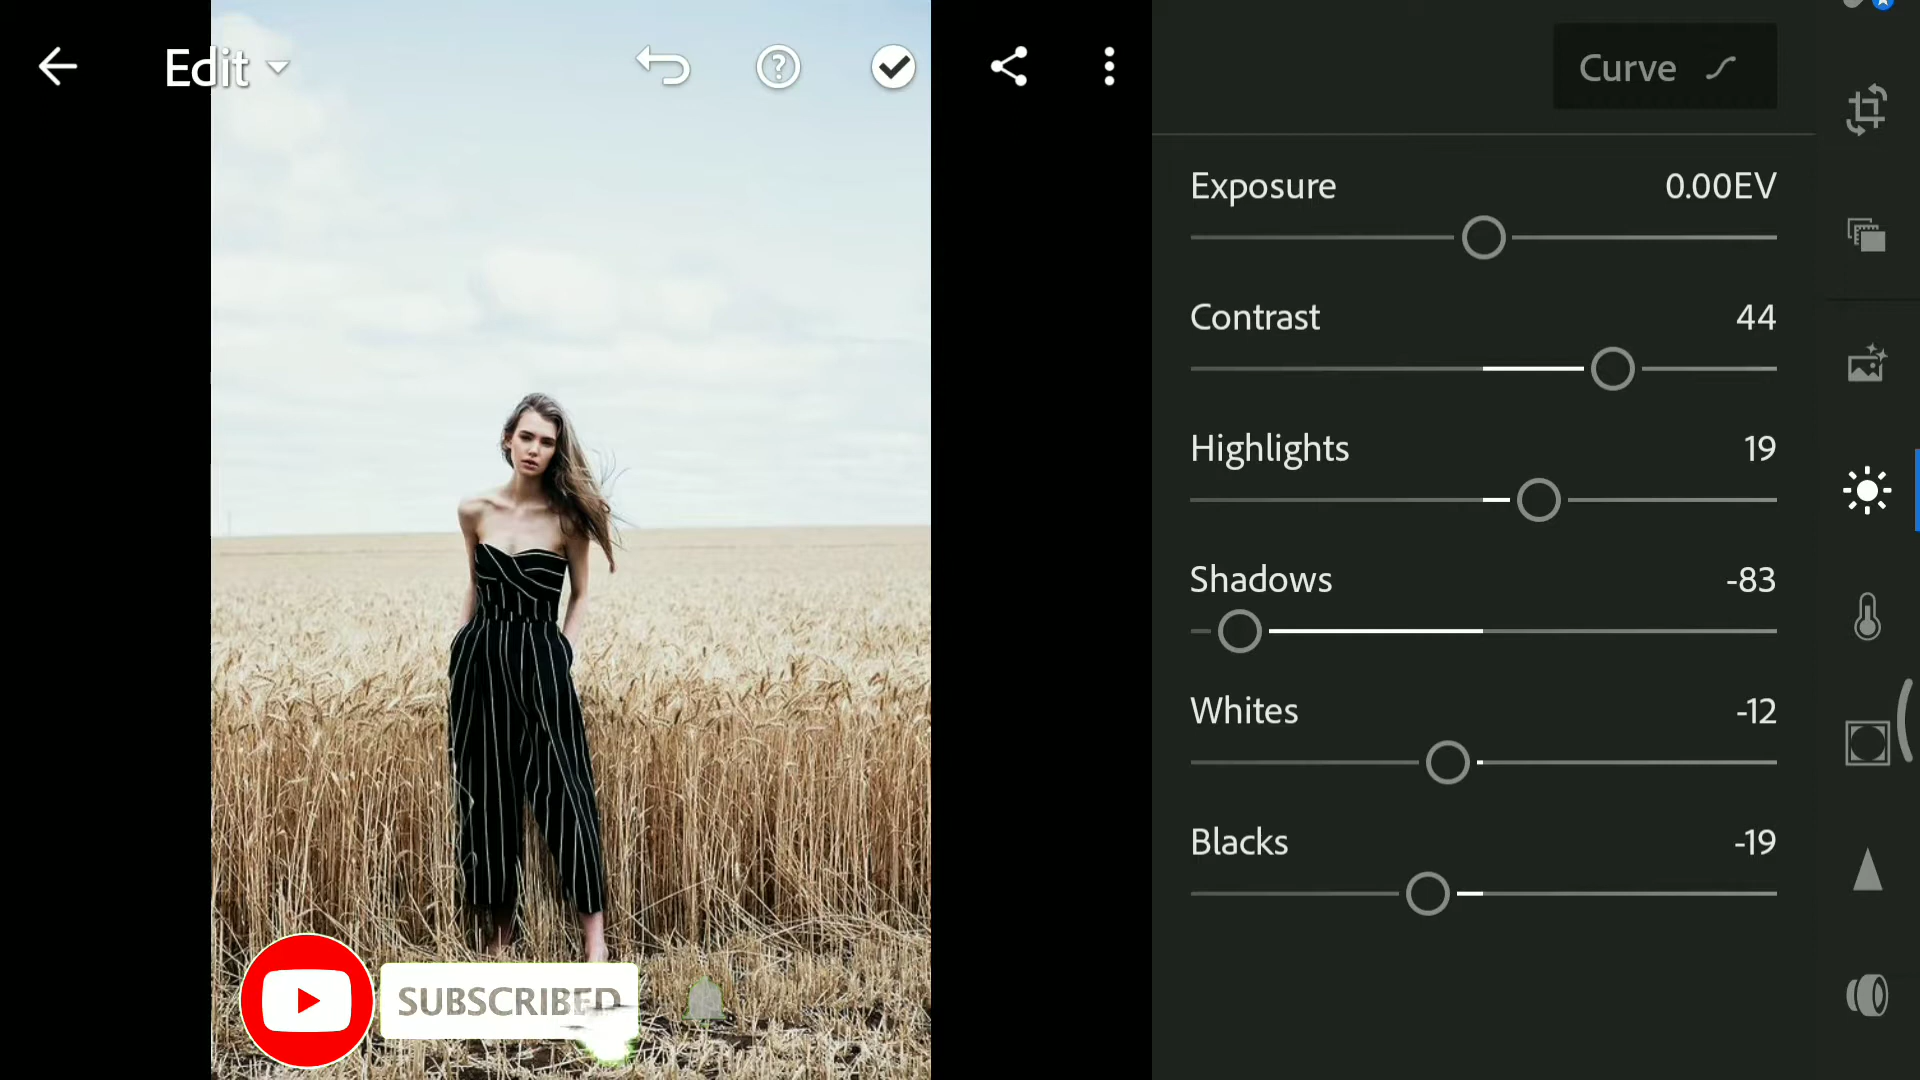 Edit
Curve
Exposure 0.00EV
Contrast 44
Highlights 19
Shadows -83
Whites -12
Blacks -19
SUBSCRIBED